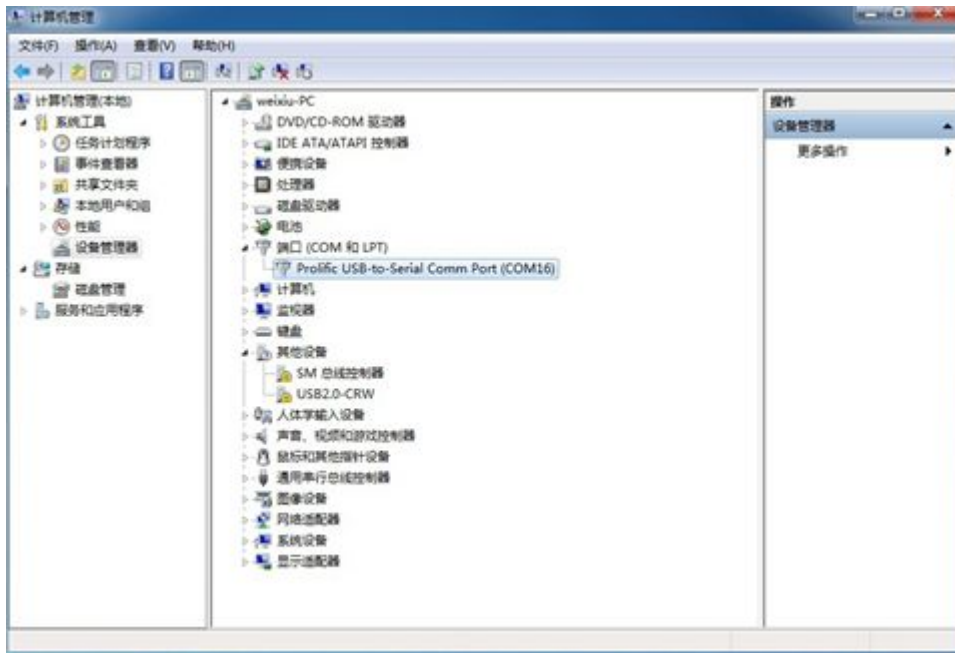 计算机管理
文件(F) 操作(A) 查看(V) 帮助(H)
计算机管理(本地)
系统工具
任务计划程序
事件查看器
共享文件夹
本地用户和组
性能
设备管理器
存储
磁盘管理
服务和应用程序
weixiu-PC
DVD/CD-ROM 驱动器
IDE ATA/ATAPI 控制器
便携设备
处理器
磁盘驱动器
电池
端口 (COM 和 LPT)
Prolific USB-to-Serial Comm Port (COM16)
计算机
监视器
键盘
其他设备
SM 总线控制器
USB2.0-CRW
人体学输入设备
声音、视频和游戏控制器
鼠标和其他指针设备
通用串行总线控制器
图像设备
网络适配器
系统设备
显示适配器
操作
设备管理器
更多操作